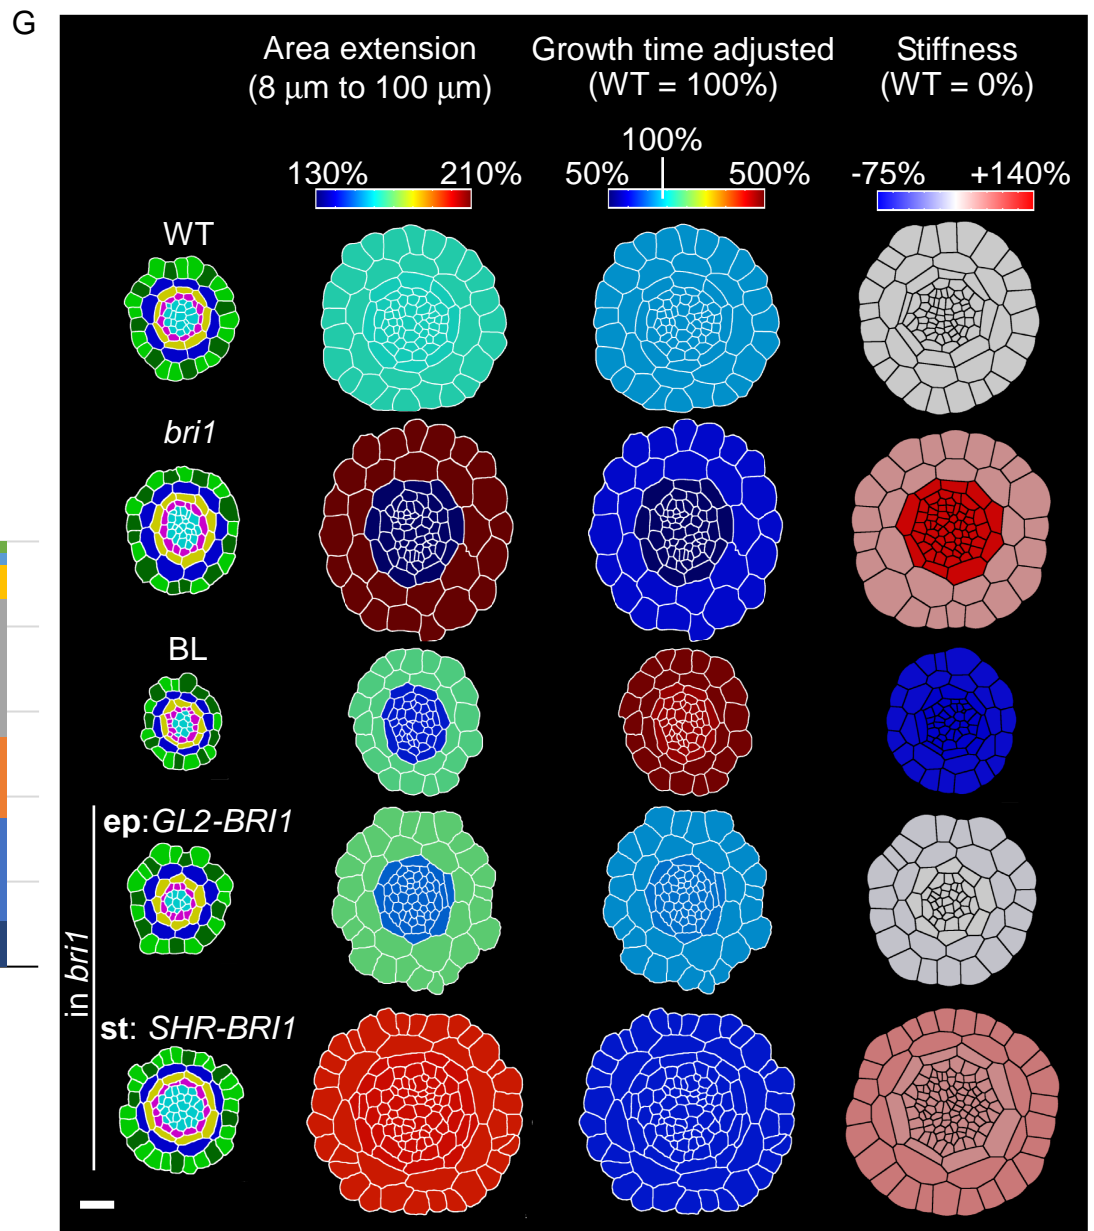 G
Area extension
(8 μm to 100 μm)
Growth time adjusted
(WT = 100%)
Stiffness
(WT = 0%)
100%
130% 210%
50% 500%
-75% +140%
WT
bri1
BL
ep:GL2-BRI1
in bri1
st: SHR-BRI1